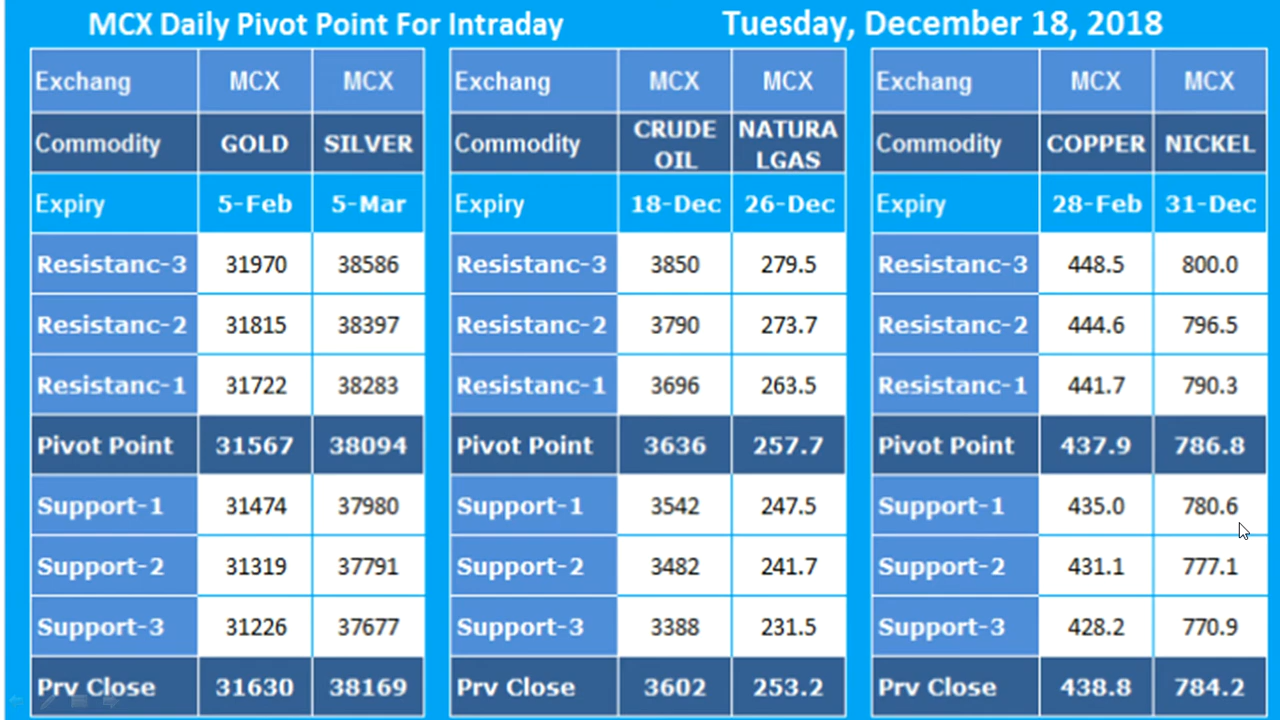 MCX Daily Pivot Point For Intraday Tuesday, December 18, 2018
Exchang MCX MCX Exchang MCX MCX Exchang MCX MCX
Commodity GOLD SILVER Commodity CRUDE OIL NATURA LGAS Commodity COPPER NICKEL
Expiry 5-Feb 5-Mar Expiry 18-Dec 26-Dec Expiry 28-Feb 31-Dec
Resistanc-3 31970 38586 Resistanc-3 3850 279.5 Resistanc-3 448.5 800.0
Resistanc-2 31815 38397 Resistanc-2 3790 273.7 Resistanc-2 444.6 796.5
Resistanc-1 31722 38283 Resistanc-1 3696 263.5 Resistanc-1 441.7 790.3
Pivot Point 31567 38094 Pivot Point 3636 257.7 Pivot Point 437.9 786.8
Support-1 31474 37980 Support-1 3542 247.5 Support-1 435.0 780.6
Support-2 31319 37791 Support-2 3482 241.7 Support-2 431.1 777.1
Support-3 31226 37677 Support-3 3388 231.5 Support-3 428.2 770.9
Prv Close 31630 38169 Prv Close 3602 253.2 Prv Close 438.8 784.2